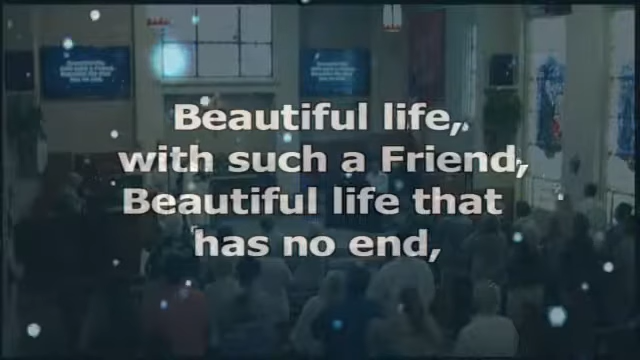 Beautiful life,
with such a Friend,
Beautiful life that
has no end,